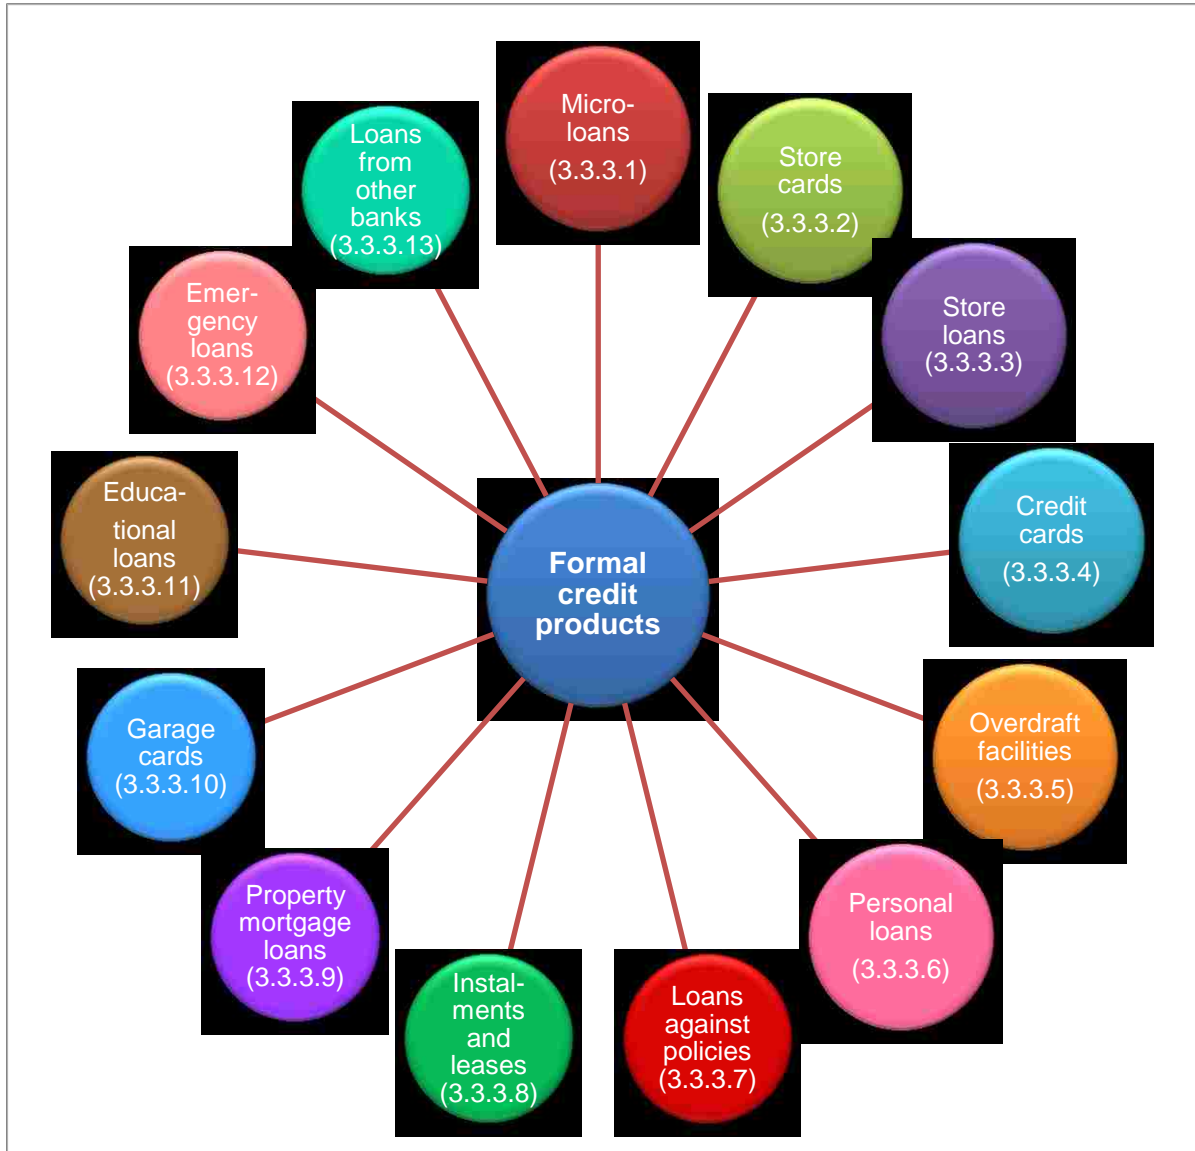 Micro-
loans
(3.3.3.1)
Store
cards
(3.3.3.2)
Store
loans
(3.3.3.3)
Credit
cards
(3.3.3.4)
Overdraft
facilities
(3.3.3.5)
Personal
loans
(3.3.3.6)
Loans
against
policies
(3.3.3.7)
Instal-
ments
and
leases
(3.3.3.8)
Property
mortgage
loans
(3.3.3.9)
Garage
cards
(3.3.3.10)
Educa-
tional
loans
(3.3.3.11)
Emer-
gency
loans
(3.3.3.12)
Loans
from
other
banks
(3.3.3.13)
Formal
credit
products